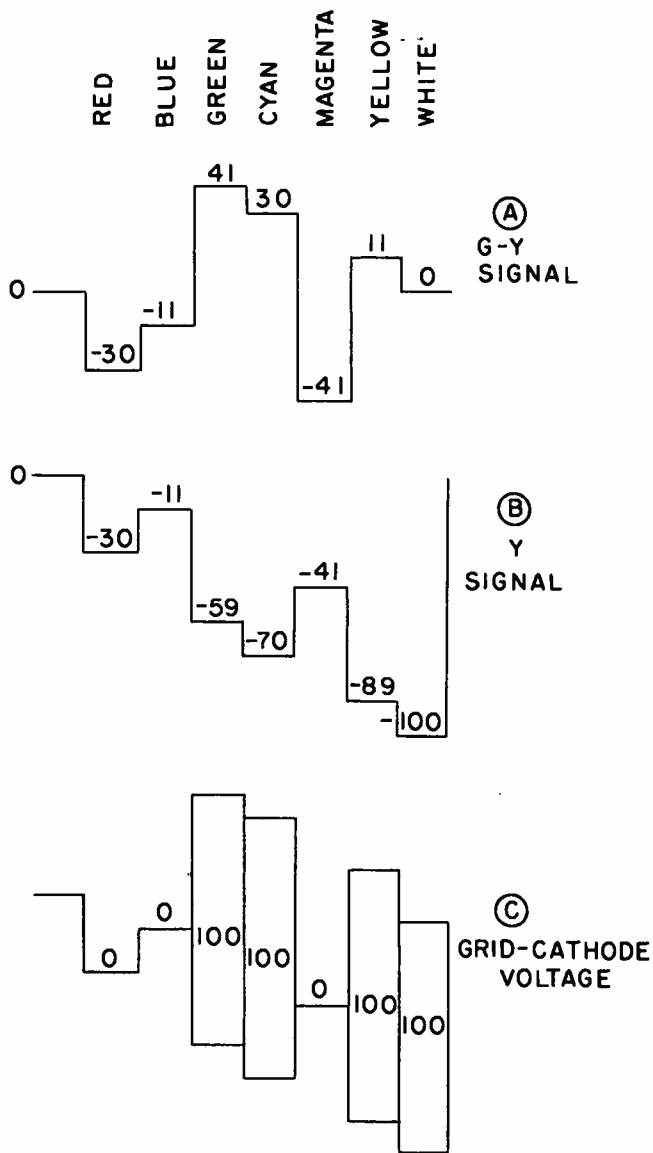 RED
BLUE
GREEN
CYAN
MAGENTA
YELLOW
WHITE
41
30
11
0
0
-11
-30
-41
A
G-Y
SIGNAL
0
-11
-30
-41
-59
-70
-89
-100
B
Y
SIGNAL
0
0
100
100
0
100
100
C
GRID-CATHODE
VOLTAGE